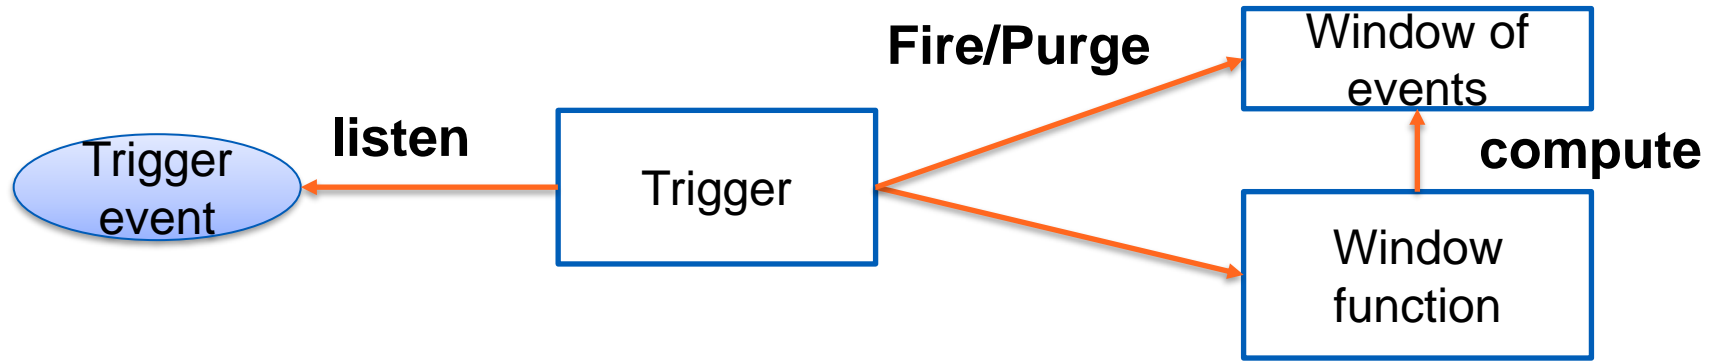 Trigger
event
listen
Trigger
Fire/Purge
Window of
events
compute
Window
function